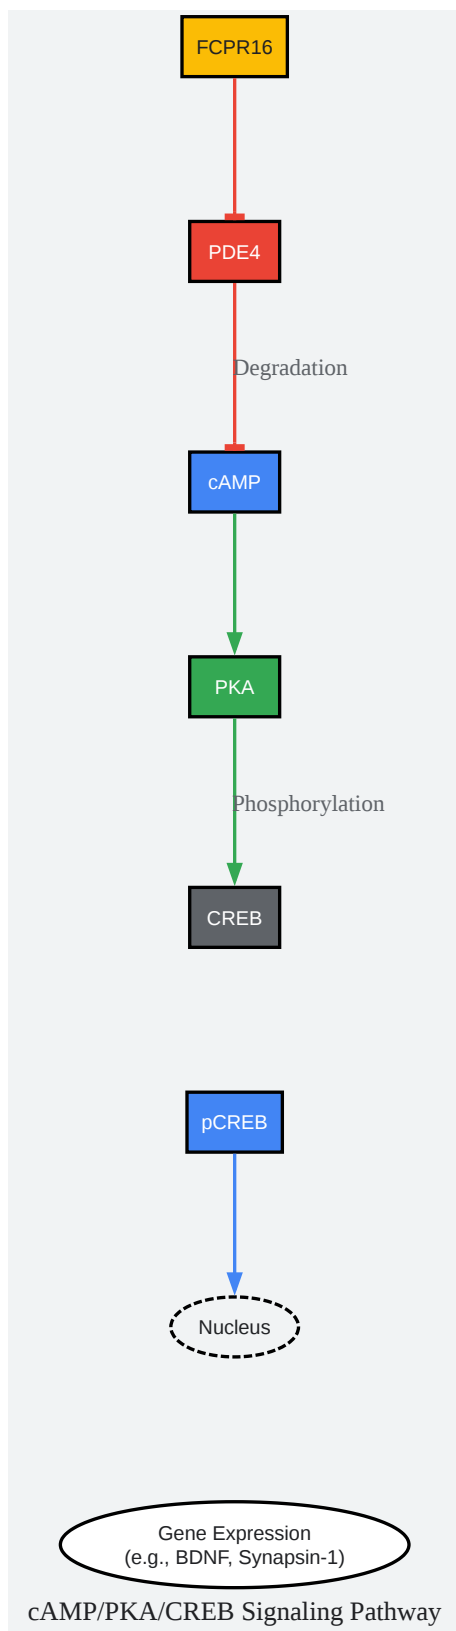 FCPR16
PDE4
Degradation
cAMP
PKA
Phosphorylation
CREB
pCREB
Nucleus
Gene Expression
(e.g., BDNF, Synapsin-1)
cAMP/PKA/CREB Signaling Pathway